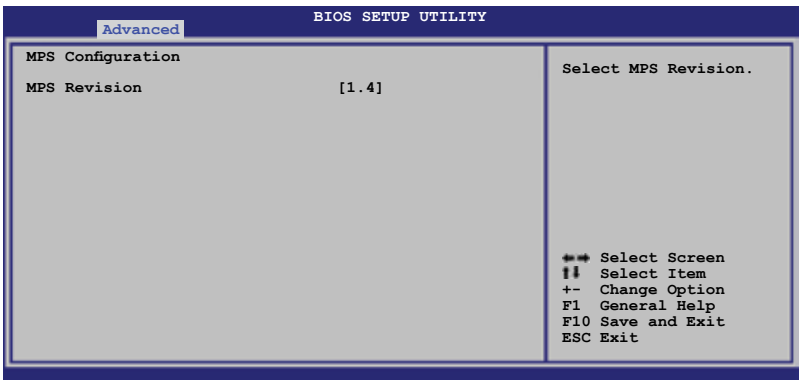 BIOS SETUP UTILITY
Advanced
MPS Configuration
MPS Revision [1.4]
Select MPS Revision.
Select Screen
Select Item
+- Change Option
F1 General Help
F10 Save and Exit
ESC Exit